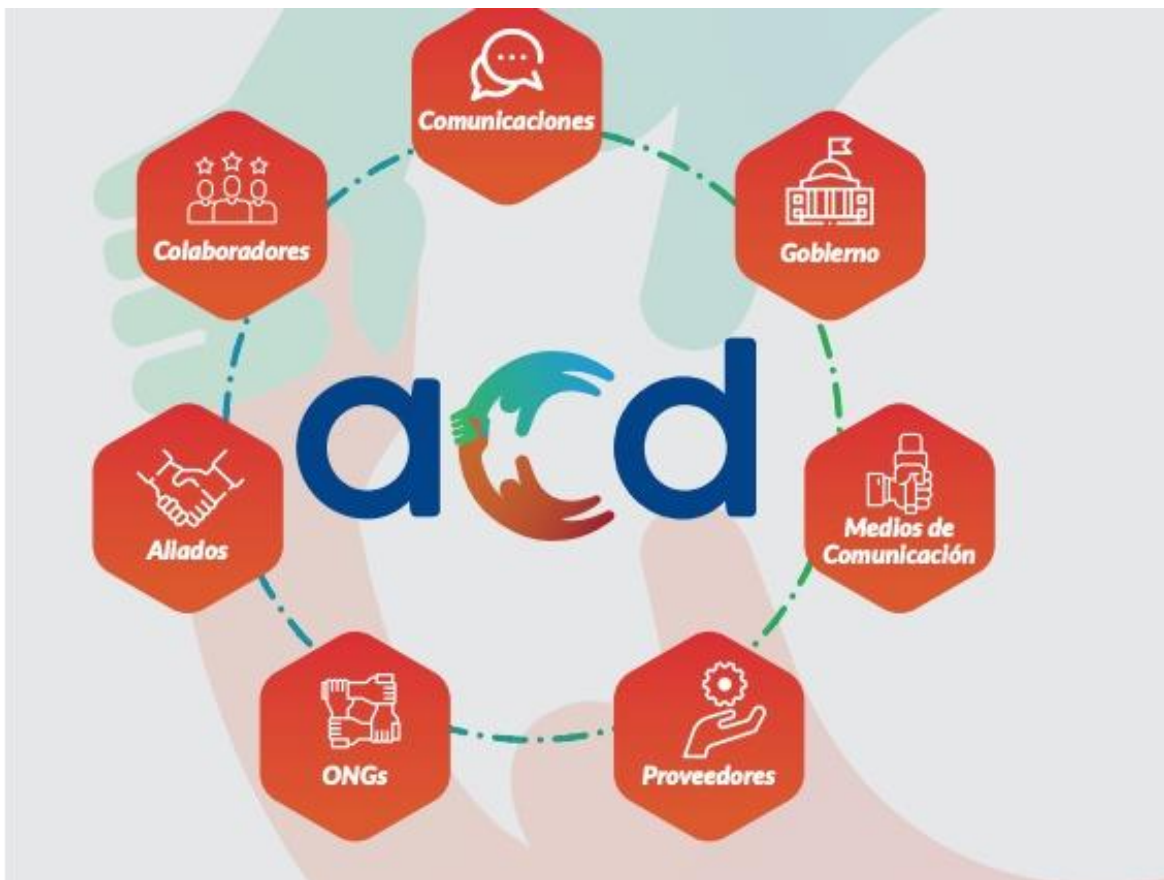 Comunicaciones
Colaboradores
Gobierno
acd
Aliados
Medios de
Comunicación
ONGs
Proveedores